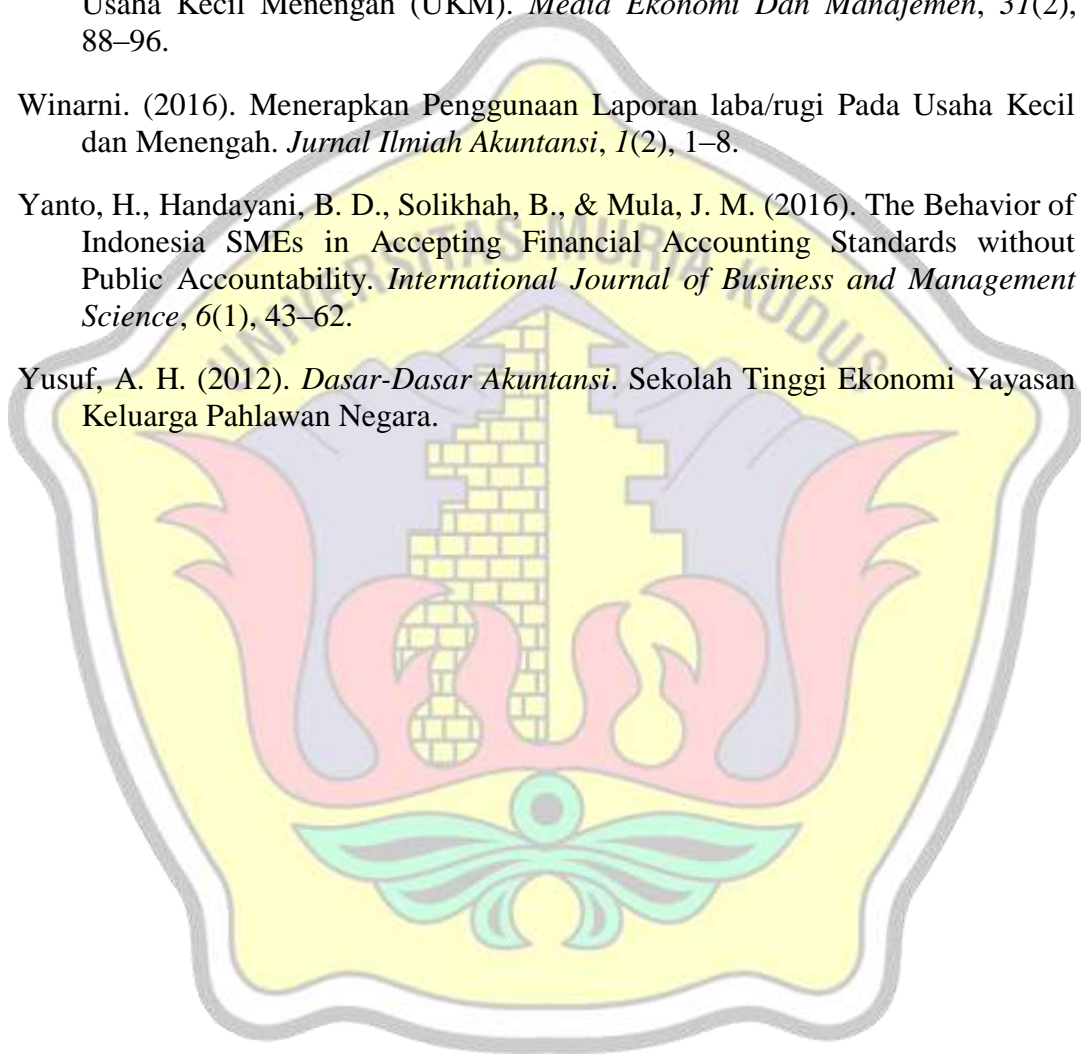 Usaha Kecil Menengah (UKM). Media Ekonomi Dan Manajemen, 31(2),
88–96.
Winarni. (2016). Menerapkan Penggunaan Laporan laba/rugi Pada Usaha Kecil
dan Menengah. Jurnal Ilmiah Akuntansi, 1(2), 1–8.
Yanto, H., Handayani, B. D., Solikhah, B., & Mula, J. M. (2016). The Behavior of
Indonesia SMEs in Accepting Financial Accounting Standards without
Public Accountability. International Journal of Business and Management
Science, 6(1), 43–62.
Yusuf, A. H. (2012). Dasar-Dasar Akuntansi. Sekolah Tinggi Ekonomi Yayasan
Keluarga Pahlawan Negara.
UNIVERSITAS MURIA KUDUS